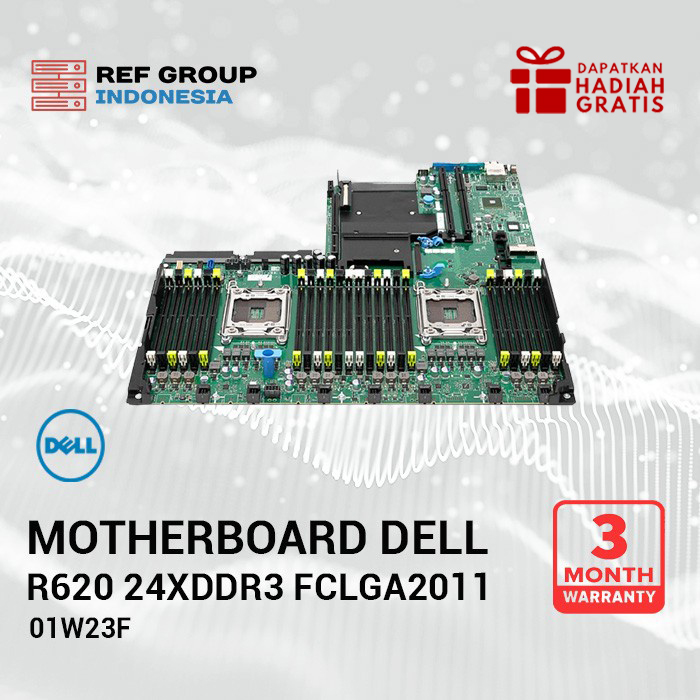 REF GROUP
INDONESIA
DAPATKAN
HADIAH
GRATIS
DELL
MOTHERBOARD DELL
R620 24XDDR3 FCLGA2011
01W23F
3
MONTH
WARRANTY